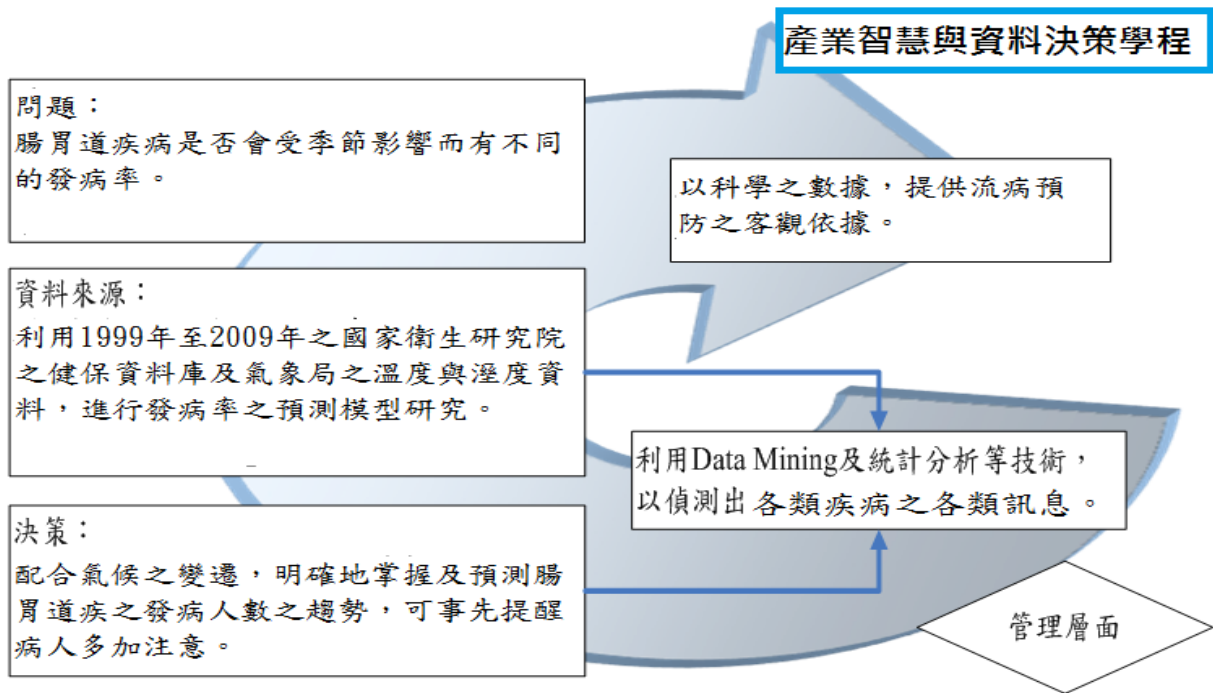 產業智慧與資料決策學程
問題：
腸胃道疾病是否會受季節影響而有不同
的發病率。
以科學之數據，提供流病預
防之客觀依據。
資料來源：
利用1999年至2009年之國家衛生研究院
之健保資料庫及氣象局之溫度與溼度資
料，進行發病率之預測模型研究。
利用Data Mining及統計分析等技術，
以偵測出各類疾病之各類訊息。
決策：
配合氣候之變遷，明確地掌握及預測腸
胃道疾之發病人數之趨勢，可事先提醒
病人多加注意。
管理層面